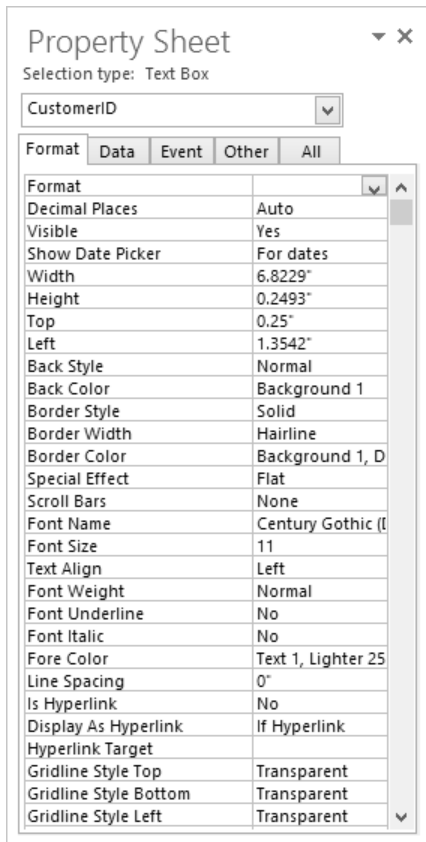 Property Sheet
Selection type: Text Box
CustomerID
Format Data Event Other All
Format
Decimal Places Auto
Visible Yes
Show Date Picker For dates
Width 6.8229"
Height 0.2493"
Top 0.25"
Left 1.3542"
Back Style Normal
Back Color Background 1
Border Style Solid
Border Width Hairline
Border Color Background 1, D
Special Effect Flat
Scroll Bars None
Font Name Century Gothic (
Font Size 11
Text Align Left
Font Weight Normal
Font Underline No
Font Italic No
Fore Color Text 1, Lighter 25
Line Spacing 0"
Is Hyperlink No
Display As Hyperlink If Hyperlink
Hyperlink Target
Gridline Style Top Transparent
Gridline Style Bottom Transparent
Gridline Style Left Transparent